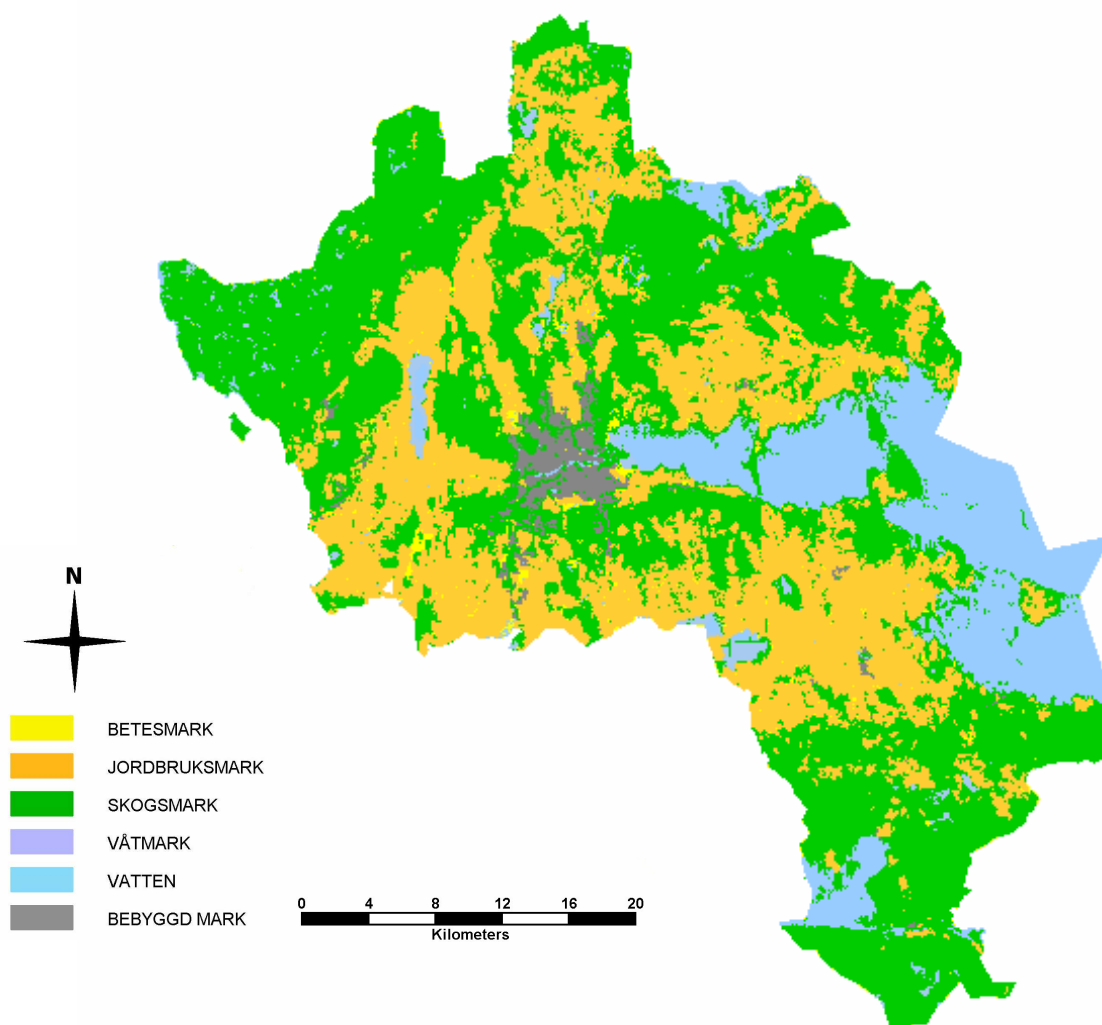 N
BETESMARK
JORDBRUKSMARK
SKOGSMARK
VÅTMARK
VATTEN
BEBYGGD MARK
0 4 8 12 16 20
Kilometers